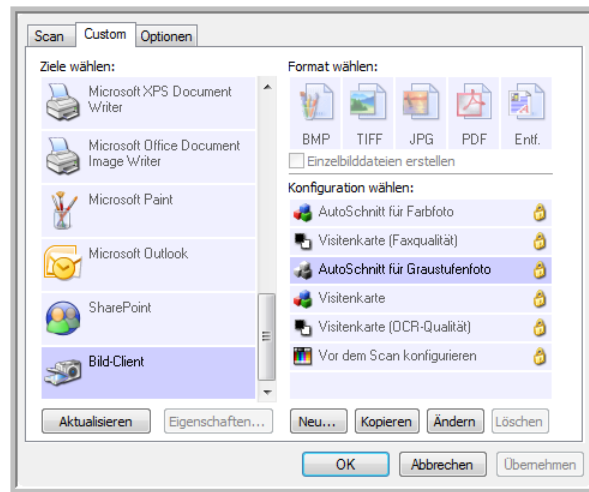 Scan Custom Optionen
Ziele wählen:
Microsoft XPS Document
Writer
Microsoft Office Document
Image Writer
Microsoft Paint
Microsoft Outlook
SharePoint
Bild-Client
Aktualisieren Eigenschaften...
Format wählen:
BMP TIFF JPG PDF Entf.
Einzelbilddateien erstellen
Konfiguration wählen:
AutoSchnitt für Farbfoto
Visitenkarte (Faxqualität)
AutoSchnitt für Graustufenfoto
Visitenkarte
Visitenkarte (OCR-Qualität)
Vor dem Scan konfigurieren
Neu... Kopieren Ändern Löschen
OK Abbrechen Übernehmen